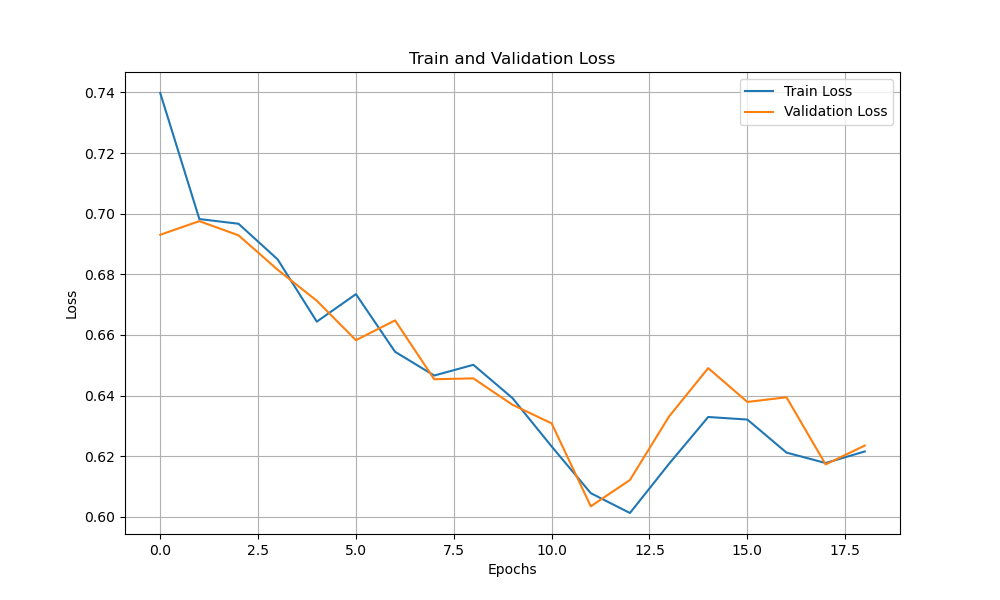 Train and Validation Loss
Train Loss
Validation Loss
0.74
0.72
0.70
0.68
0.66
0.64
0.62
0.60
Loss
0.0 2.5 5.0 7.5 10.0 12.5 15.0 17.5
Epochs